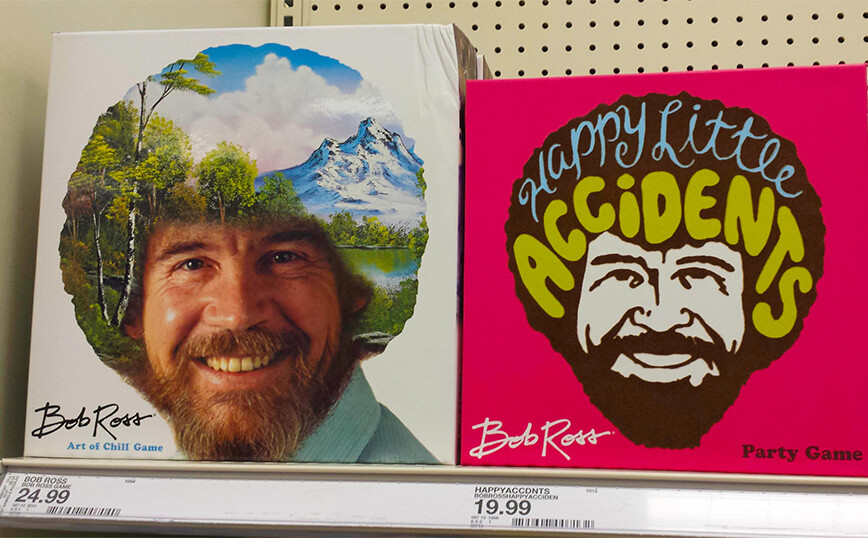 Bob Ross
Art of Chill Game
Happy Little
ACCiDENTS
Bob Ross
Party Game
BOB ROSS
BOB ROSS GAME
24.99
HAPPYACCDNTS
BOBROSSHAPPYACCIDEN
19.99